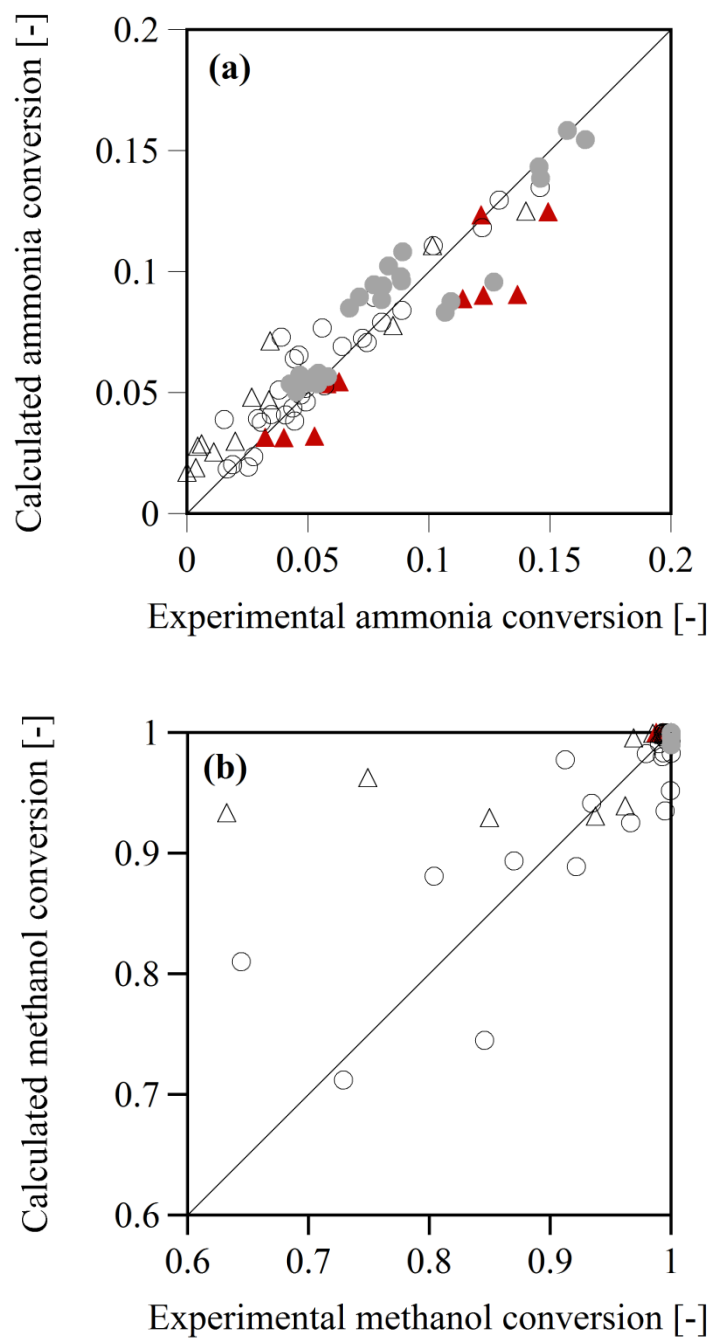 Calculated ammonia conversion [-]
(a)
0.2
0.15
0.1
0.05
0
0 0.05 0.1 0.15 0.2
Experimental ammonia conversion [-]
Calculated methanol conversion [-]
(b)
1
0.9
0.8
0.7
0.6
0.6 0.7 0.8 0.9 1
Experimental methanol conversion [-]